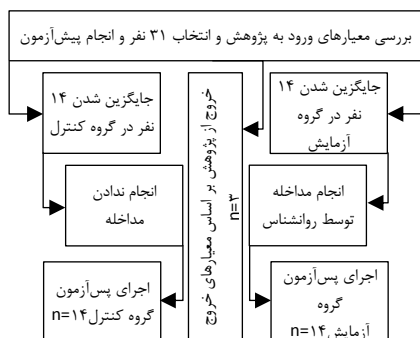 بررسی معیارهای ورود به پژوهش و انتخاب ۳۱ نفر و انجام پیش‌آزمون
جایگزین شدن ۱۴
نفر در گروه
آزمایش
انجام مداخله
توسط روانشناس
اجرای پس‌آزمون
گروه
آزمایش n=۱۴
خروج از پژوهش بر اساس معیارهای خروج
n=۳
جایگزین شدن ۱۴
نفر در گروه کنترل
انجام ندادن
مداخله
اجرای پس‌آزمون
گروه کنترل n=۱۴